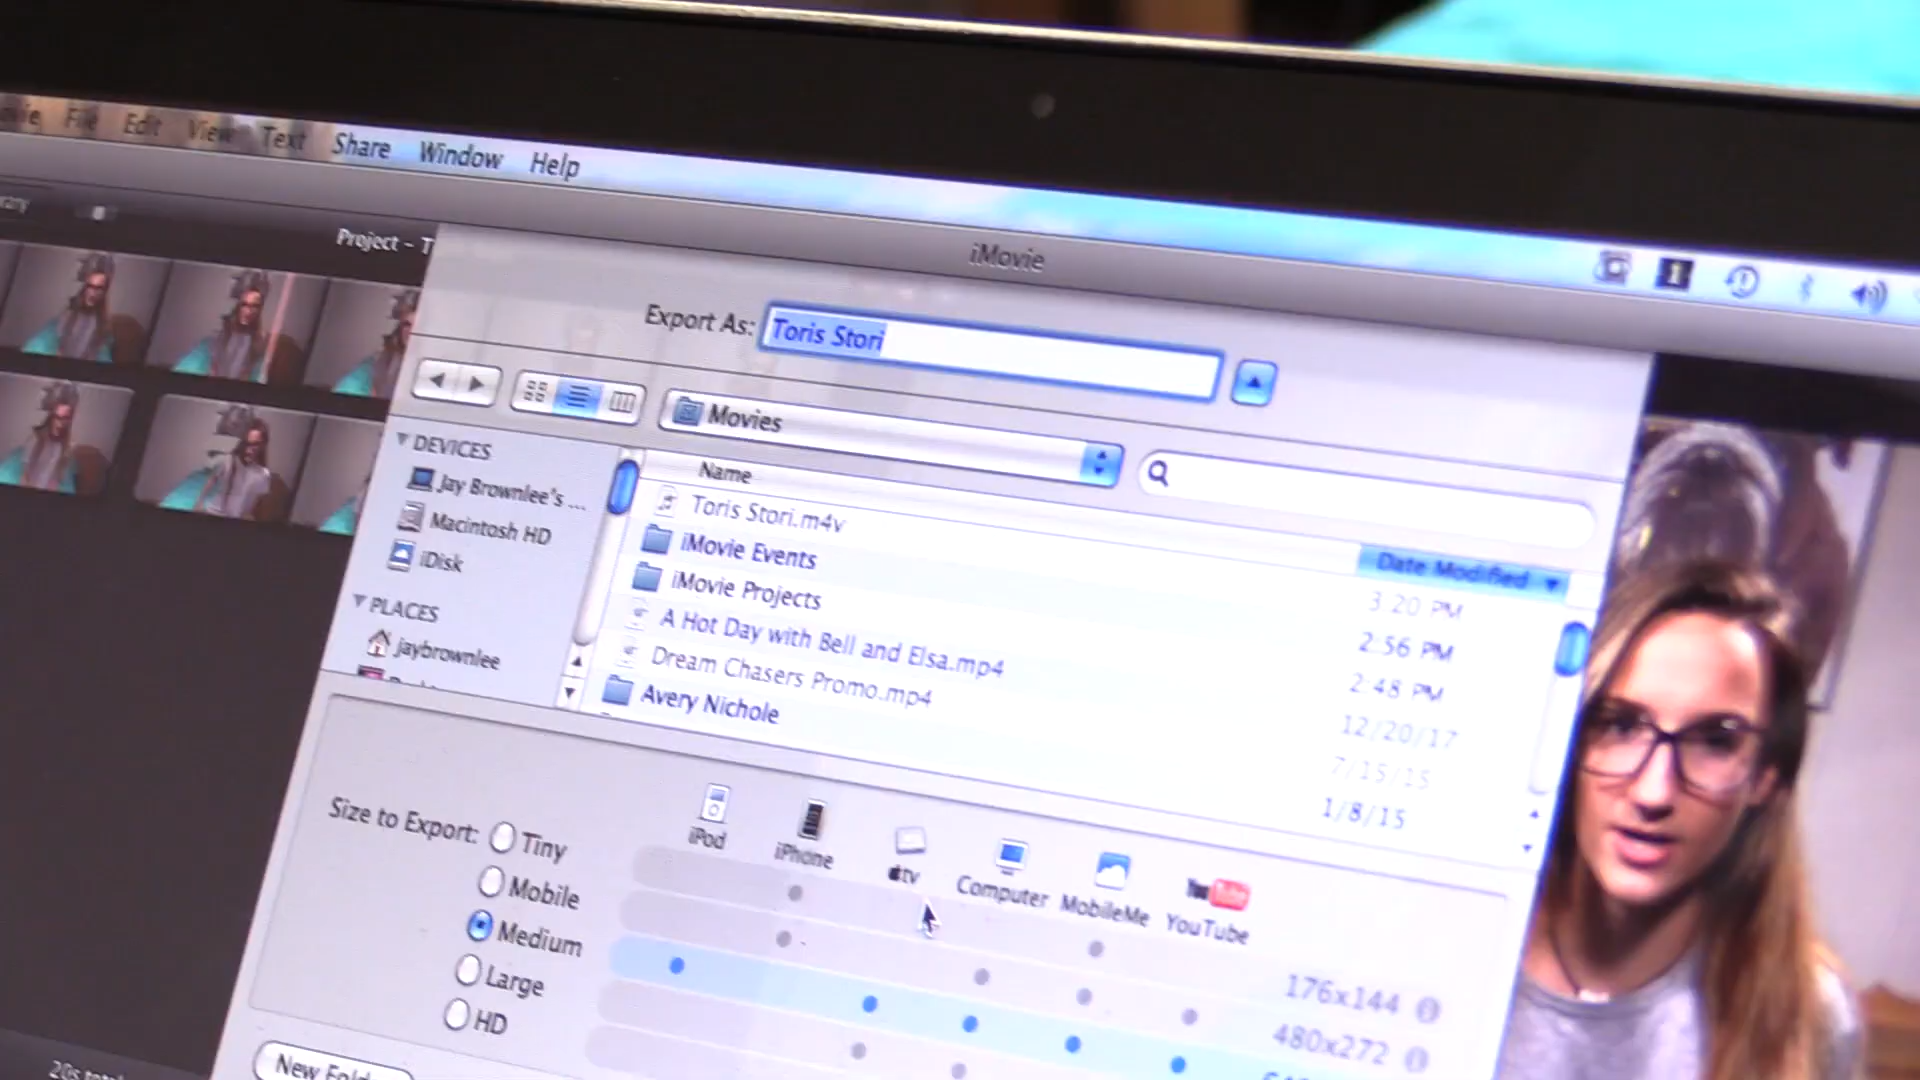 File Edit View Text Share Window Help
iMovie
Project - T
Export As: Toris Stori
Movies
DEVICES
Jay Brownlee's ...
Macintosh HD
iDisk
PLACES
jaybrownlee
Name
Date Modified
Toris Stori.m4v
3:20 PM
iMovie Events
2:56 PM
iMovie Projects
2:48 PM
A Hot Day with Bell and Elsa.mp4
12/20/17
Dream Chasers Promo.mp4
7/15/15
Avery Nichole
1/8/15
iPod
iPhone
tv
Computer
MobileMe
YouTube
Size to Export:
Tiny
176x144
Mobile
480x272
Medium
Large
HD